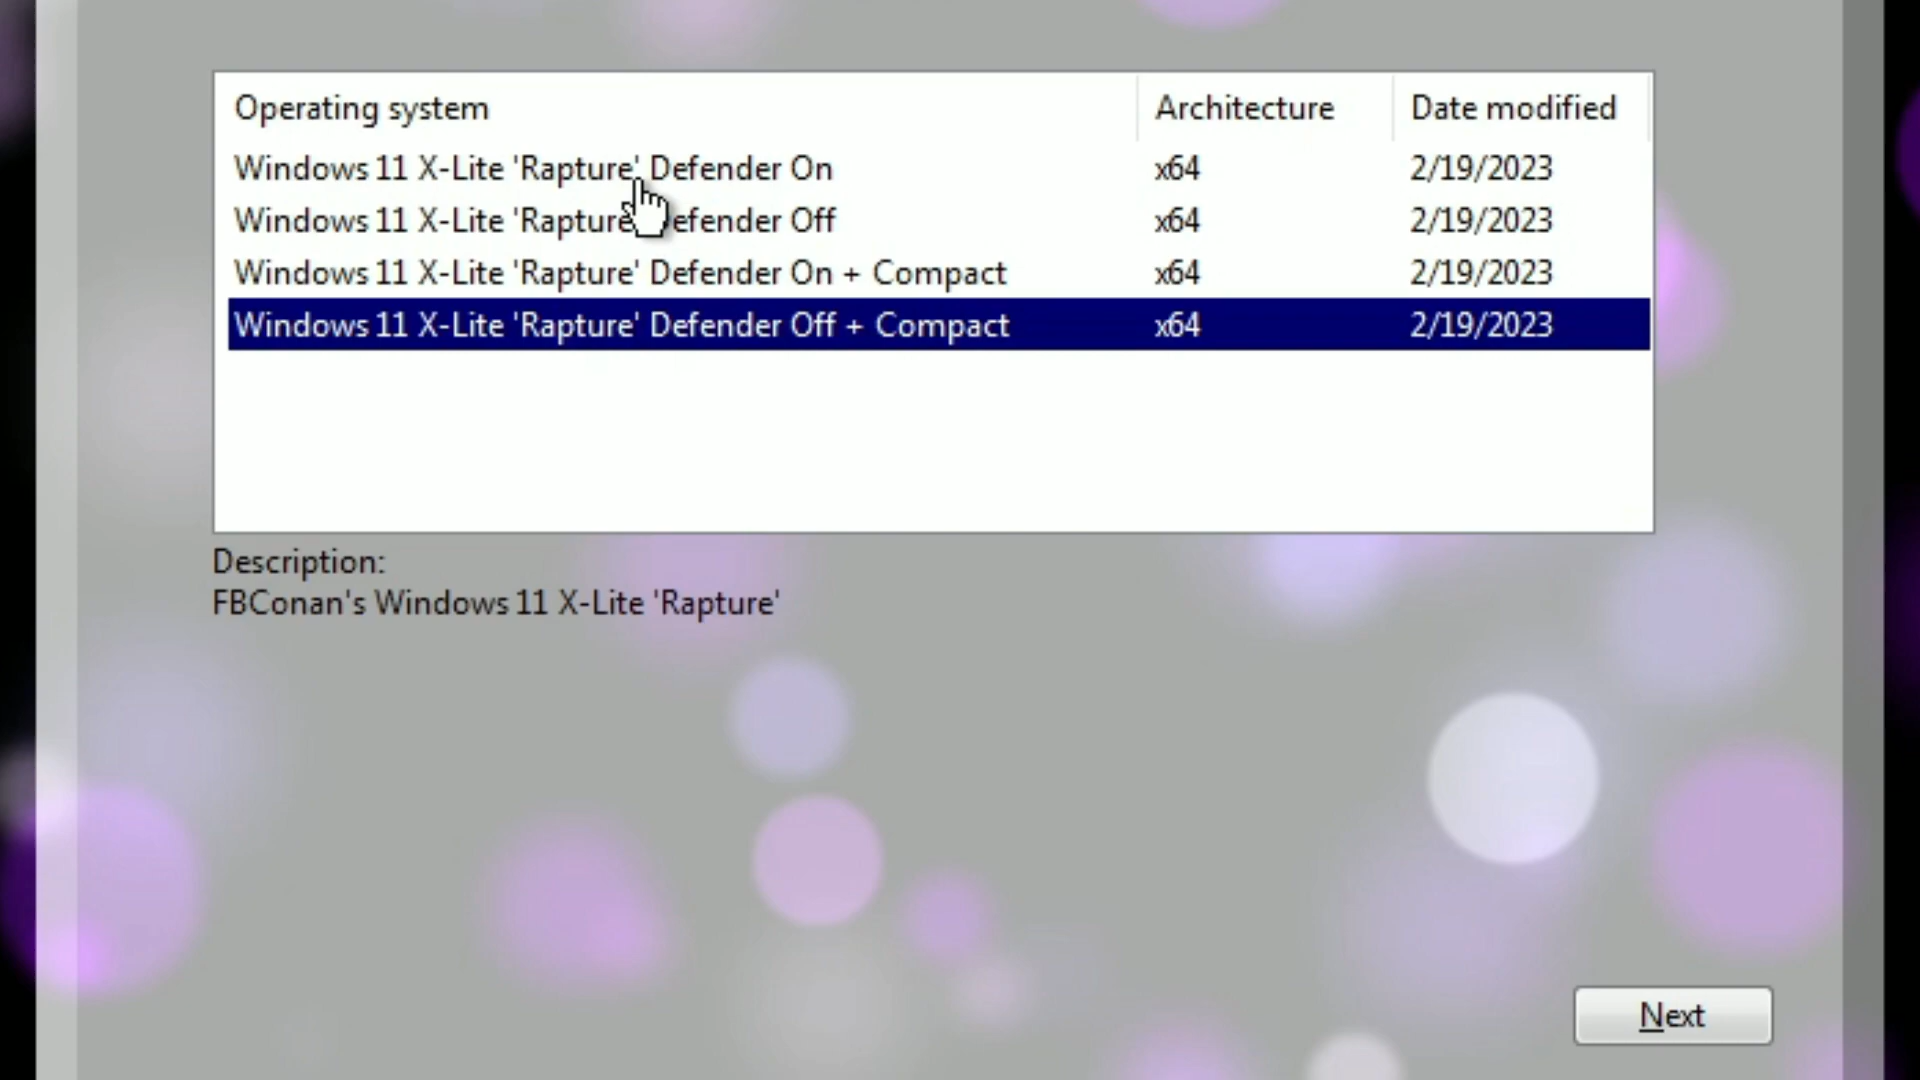 Operating system Architecture Date modified
Windows 11 X-Lite 'Rapture' Defender On x64 2/19/2023
Windows 11 X-Lite 'Rapture Defender Off x64 2/19/2023
Windows 11 X-Lite 'Rapture' Defender On + Compact x64 2/19/2023
Windows 11 X-Lite 'Rapture' Defender Off + Compact x64 2/19/2023
Description:
FBConan's Windows 11 X-Lite 'Rapture'
Next